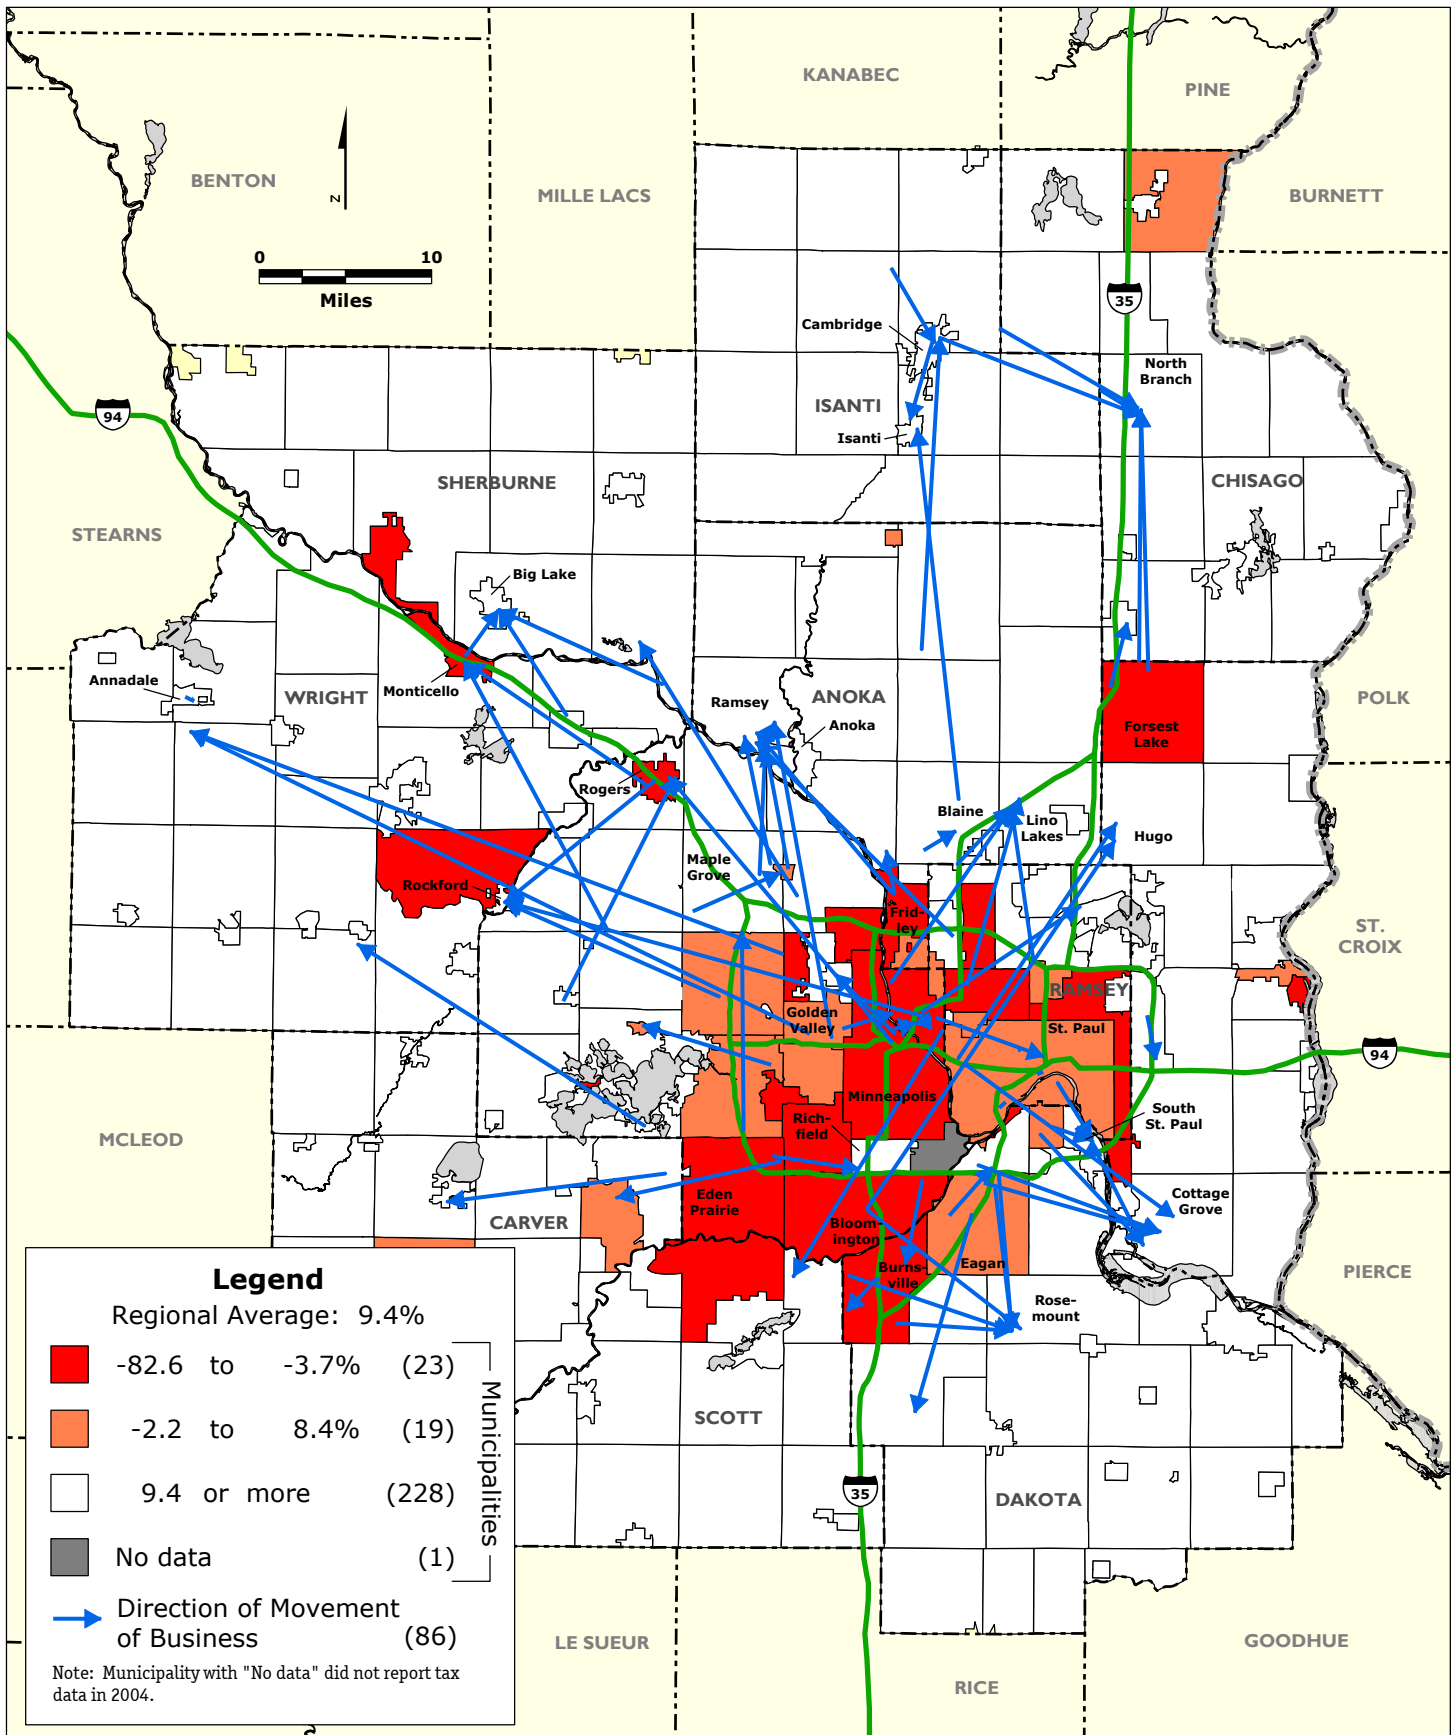 KANABEC
PINE
BENTON
MILLE LACS
BURNETT
N
0 10
Miles
35
Cambridge
North
Branch
ISANTI
94
Isanti
SHERBURNE
CHISAGO
STEARNS
Big Lake
Annadale
Monticello
WRIGHT
Ramsey
ANOKA
Anoka
POLK
Forsest
Lake
Rogers
Blaine
Lino
Lakes
Hugo
Maple
Grove
Rockford
Frid-
ley
ST.
CROIX
RAMSEY
Golden
Valley
St. Paul
94
Minneapolis
Rich-
field
South
St. Paul
MCLEOD
Eden
Prairie
Cottage
Grove
CARVER
Bloom-
ington
Burns-
ville
Eagan
PIERCE
Rose-
mount
SCOTT
35
DAKOTA
LE SUEUR
RICE
GOODHUE
Legend
Regional Average: 9.4%
-82.6 to -3.7% (23)
-2.2 to 8.4% (19)
9.4 or more (228)
No data (1)
Municipalities
Direction of Movement
of Business (86)
Note: Municipality with "No data" did not report tax
data in 2004.